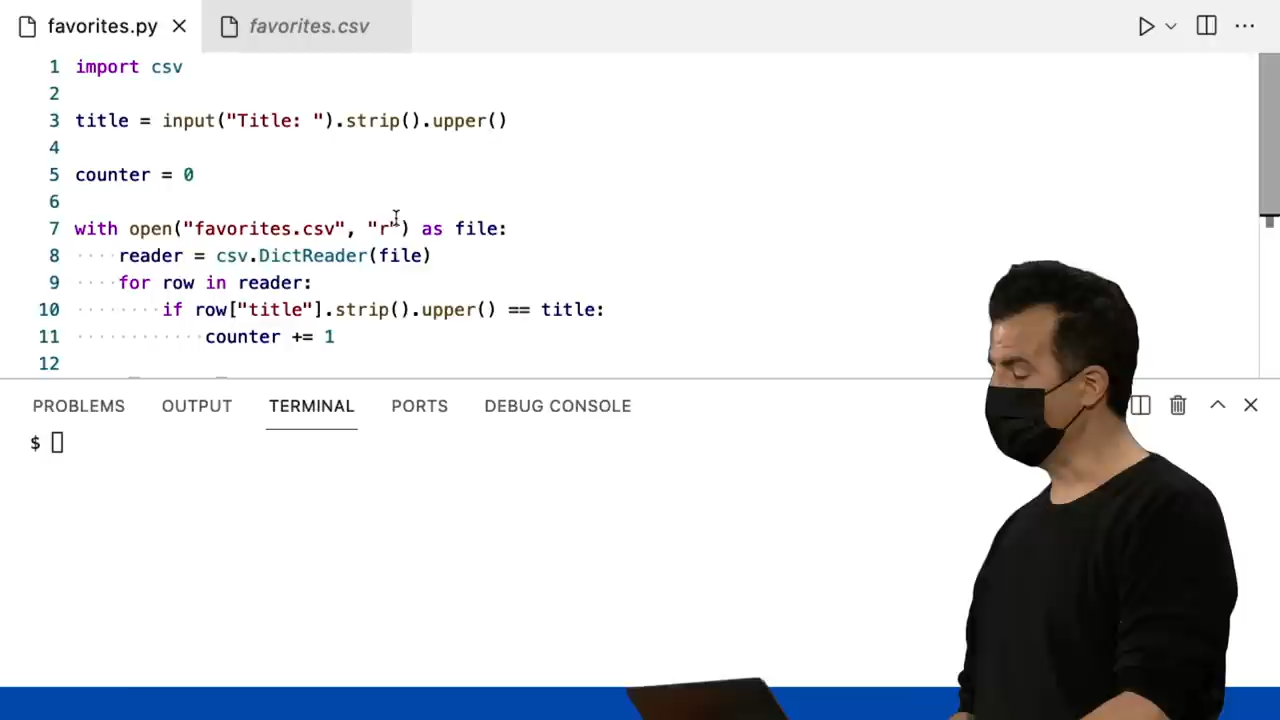 favorites.py
favorites.csv
1 import csv
2
3 title = input("Title: ").strip().upper()
4
5 counter = 0
6
7 with open("favorites.csv", "r") as file:
8 reader = csv.DictReader(file)
9 for row in reader:
10 if row["title"].strip().upper() == title:
11 counter += 1
12
PROBLEMS OUTPUT TERMINAL PORTS DEBUG CONSOLE
$